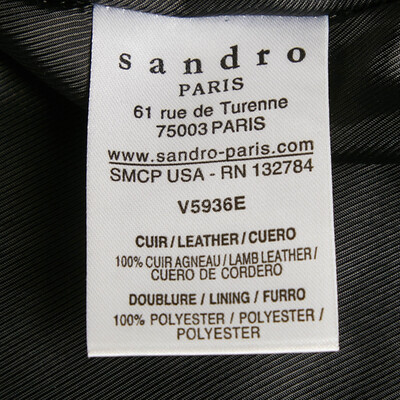 sandro
PARIS
61 rue de Turenne
75003 PARIS
www.sandro-paris.com
SMCP USA - RN 132784
V5936E
CUIR / LEATHER / CUERO
100% CUIR AGNEAU / LAMB LEATHER /
CUERO DE CORDERO
DOUBLURE / LINING / FURRO
100% POLYESTER / POLYESTER /
POLYESTER